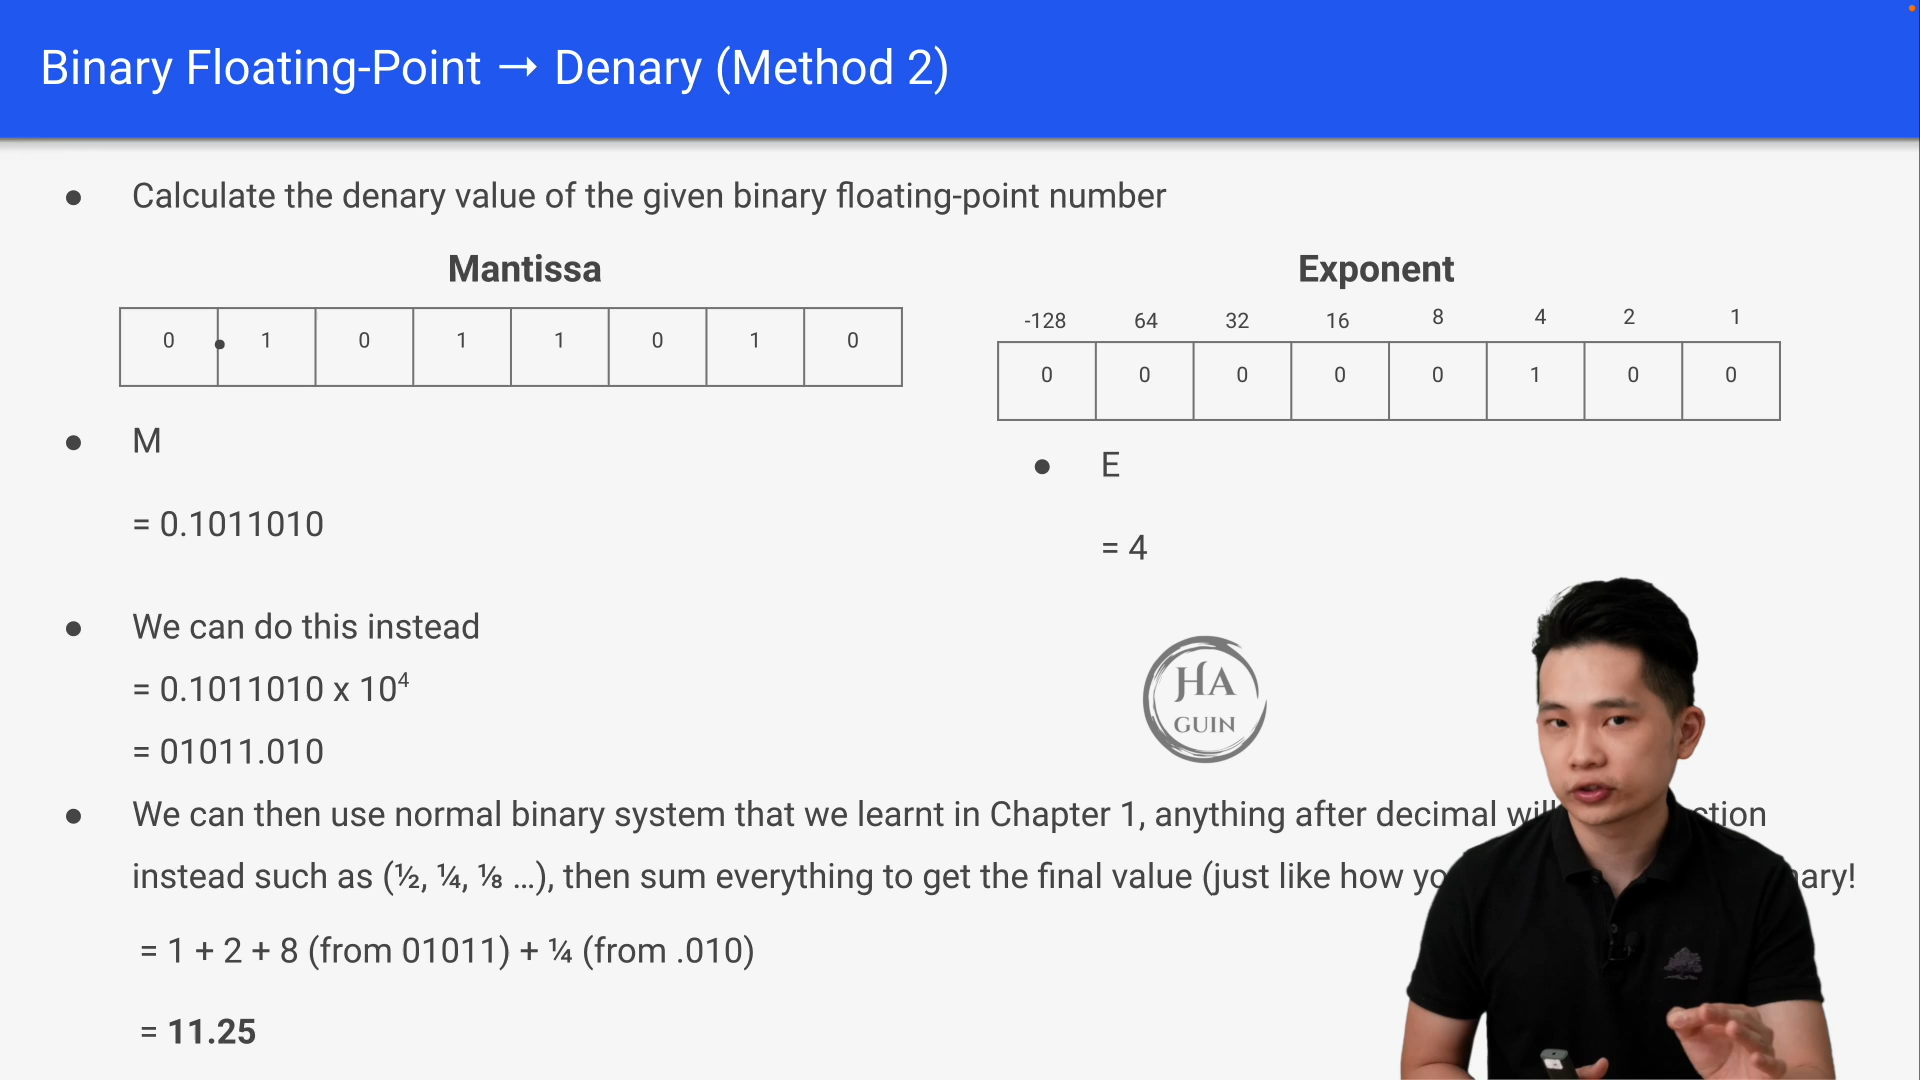 Binary Floating-Point → Denary (Method 2)
● Calculate the denary value of the given binary floating-point number
Mantissa
0 . 1 0 1 1 0 1 0
Exponent
-128 64 32 16 8 4 2 1
0 0 0 0 0 1 0 0
● M
= 0.1011010
● E
= 4
● We can do this instead
= 0.1011010 x 10⁴
= 01011.010
HA
GUIN
● We can then use normal binary system that we learnt in Chapter 1, anything after decimal
instead such as (½, ¼, ⅛ ...), then sum everything to get the final value (just like how
= 1 + 2 + 8 (from 01011) + ¼ (from .010)
= 11.25